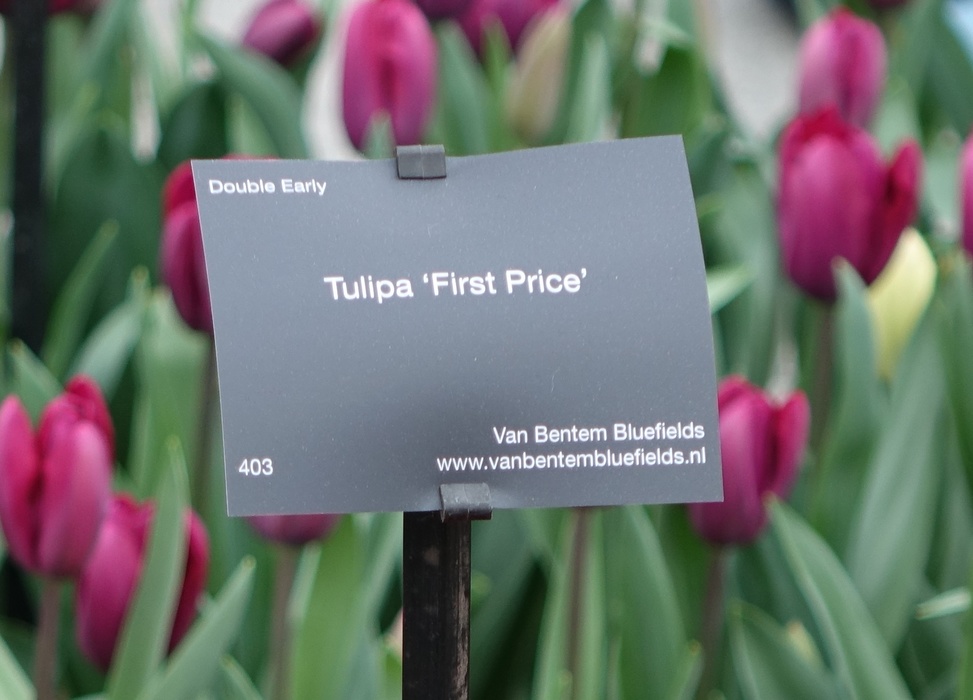 Double Early
Tulipa ‘First Price’
Van Bentem Bluefields
403
www.vanbentembluefields.nl